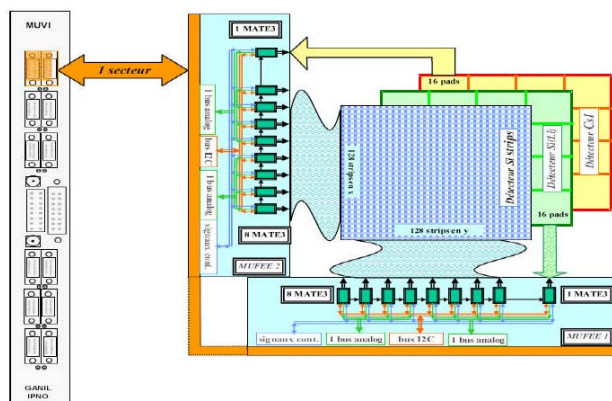 MUVI
1 secteur
GANIL
IPNO
1 MATE3
1 bus analog
bus I2C
1 bus analog
signaux cont.
8 MATE3
MUFEE 2
128 strips en x
128 strips en y
Détecteur Si strips
16 pads
Détecteur Si(Li)
16 pads
Détecteur CsI
8 MATE3
1 MATE3
signaux cont.
1 bus analog
bus I2C
1 bus analog
MUFEE 1